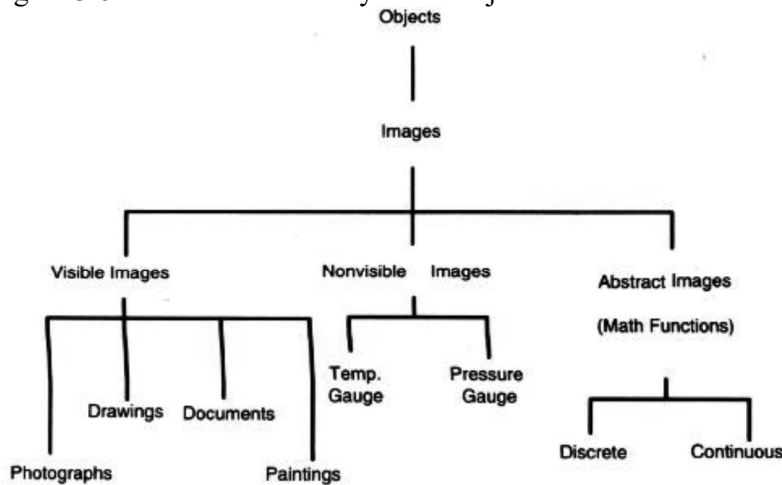 Objects
Images
Visible Images
Nonvisible Images
Abstract Images
(Math Functions)
Temp.
Gauge
Pressure
Gauge
Drawings
Documents
Discrete
Continuous
Photographs
Paintings